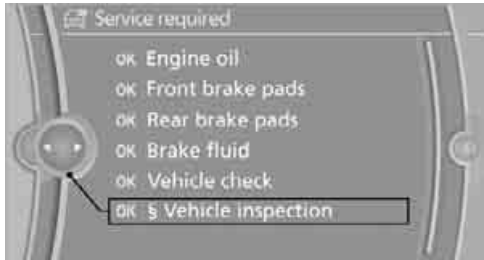 Service required
OK Engine oil
OK Front brake pads
OK Rear brake pads
OK Brake fluid
OK Vehicle check
OK § Vehicle inspection